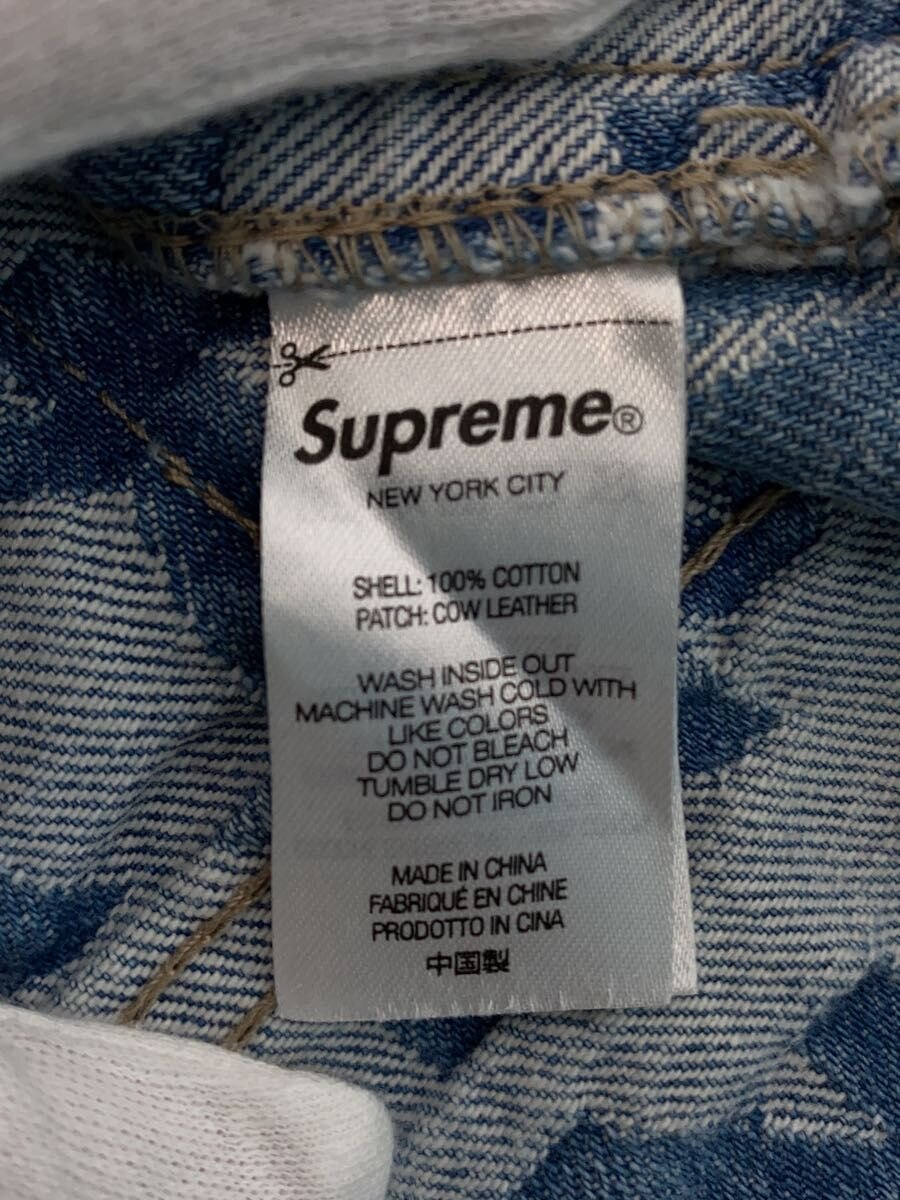 Supreme®
NEW YORK CITY
SHELL: 100% COTTON
PATCH: COW LEATHER
WASH INSIDE OUT
MACHINE WASH COLD WITH
LIKE COLORS
DO NOT BLEACH
TUMBLE DRY LOW
DO NOT IRON
MADE IN CHINA
FABRIQUÉ EN CHINE
PRODOTTO IN CINA
中国製